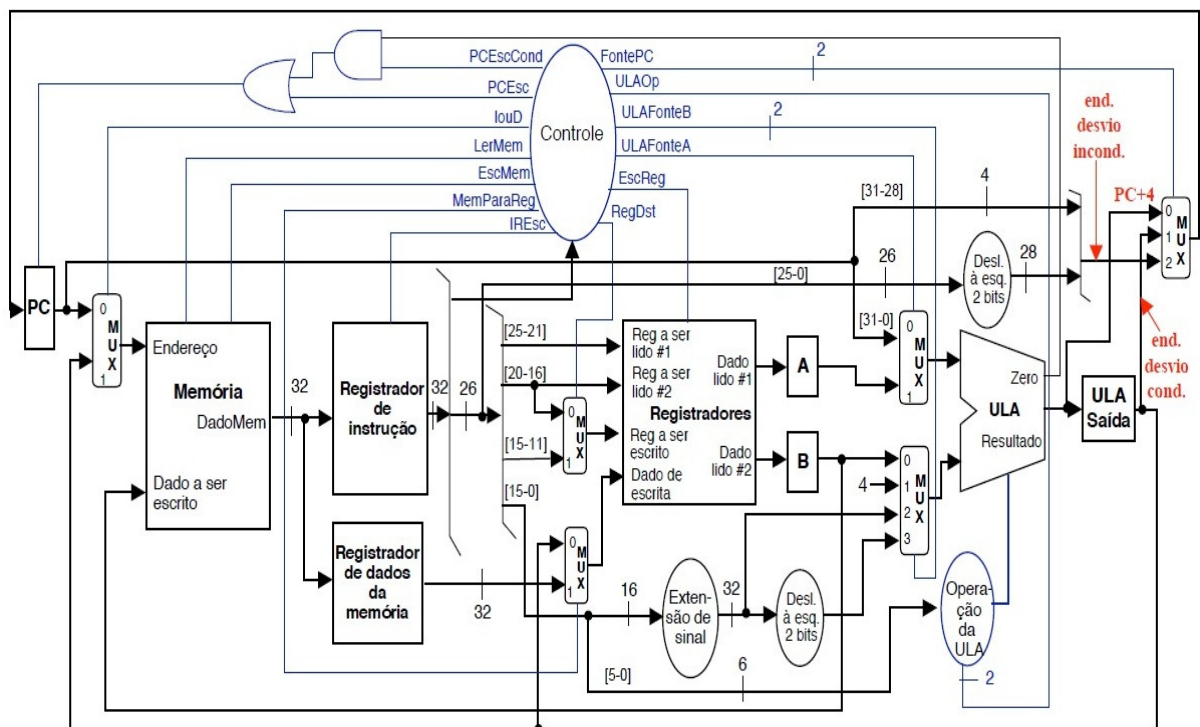 PCEscCond
PCEsc
IouD
LerMem
EscMem
MemParaReg
IREsc
Controle
FontePC
ULAOp
ULAFonteB
ULAFonteA
EscReg
RegDst
2
2
end.
desvio
incond.
[31-28]
4
PC+4
0
1
2
M
U
X
[25-0]
26
Desl.
à esq.
2 bits
28
PC
0
M
U
X
1
Endereço
Memória
DadoMem
Dado a ser
escrito
32
Registrador
de
instrução
32
26
[25-21]
[20-16]
[15-11]
[15-0]
0
M
U
X
1
Reg a ser
lido #1
Reg a ser
lido #2
Registradores
Reg a ser
escrito
Dado de
escrita
Dado
lido #1
Dado
lido #2
A
B
[31-0]
0
M
U
X
1
4
0
1
2
3
M
U
X
Zero
ULA
Resultado
ULA
Saída
end.
desvio
cond.
Registrador
de dados
da
memória
32
0
M
U
X
1
16
Exten-
são de
sinal
32
Desl.
à esq.
2 bits
Opera-
ção da
ULA
[5-0]
6
2